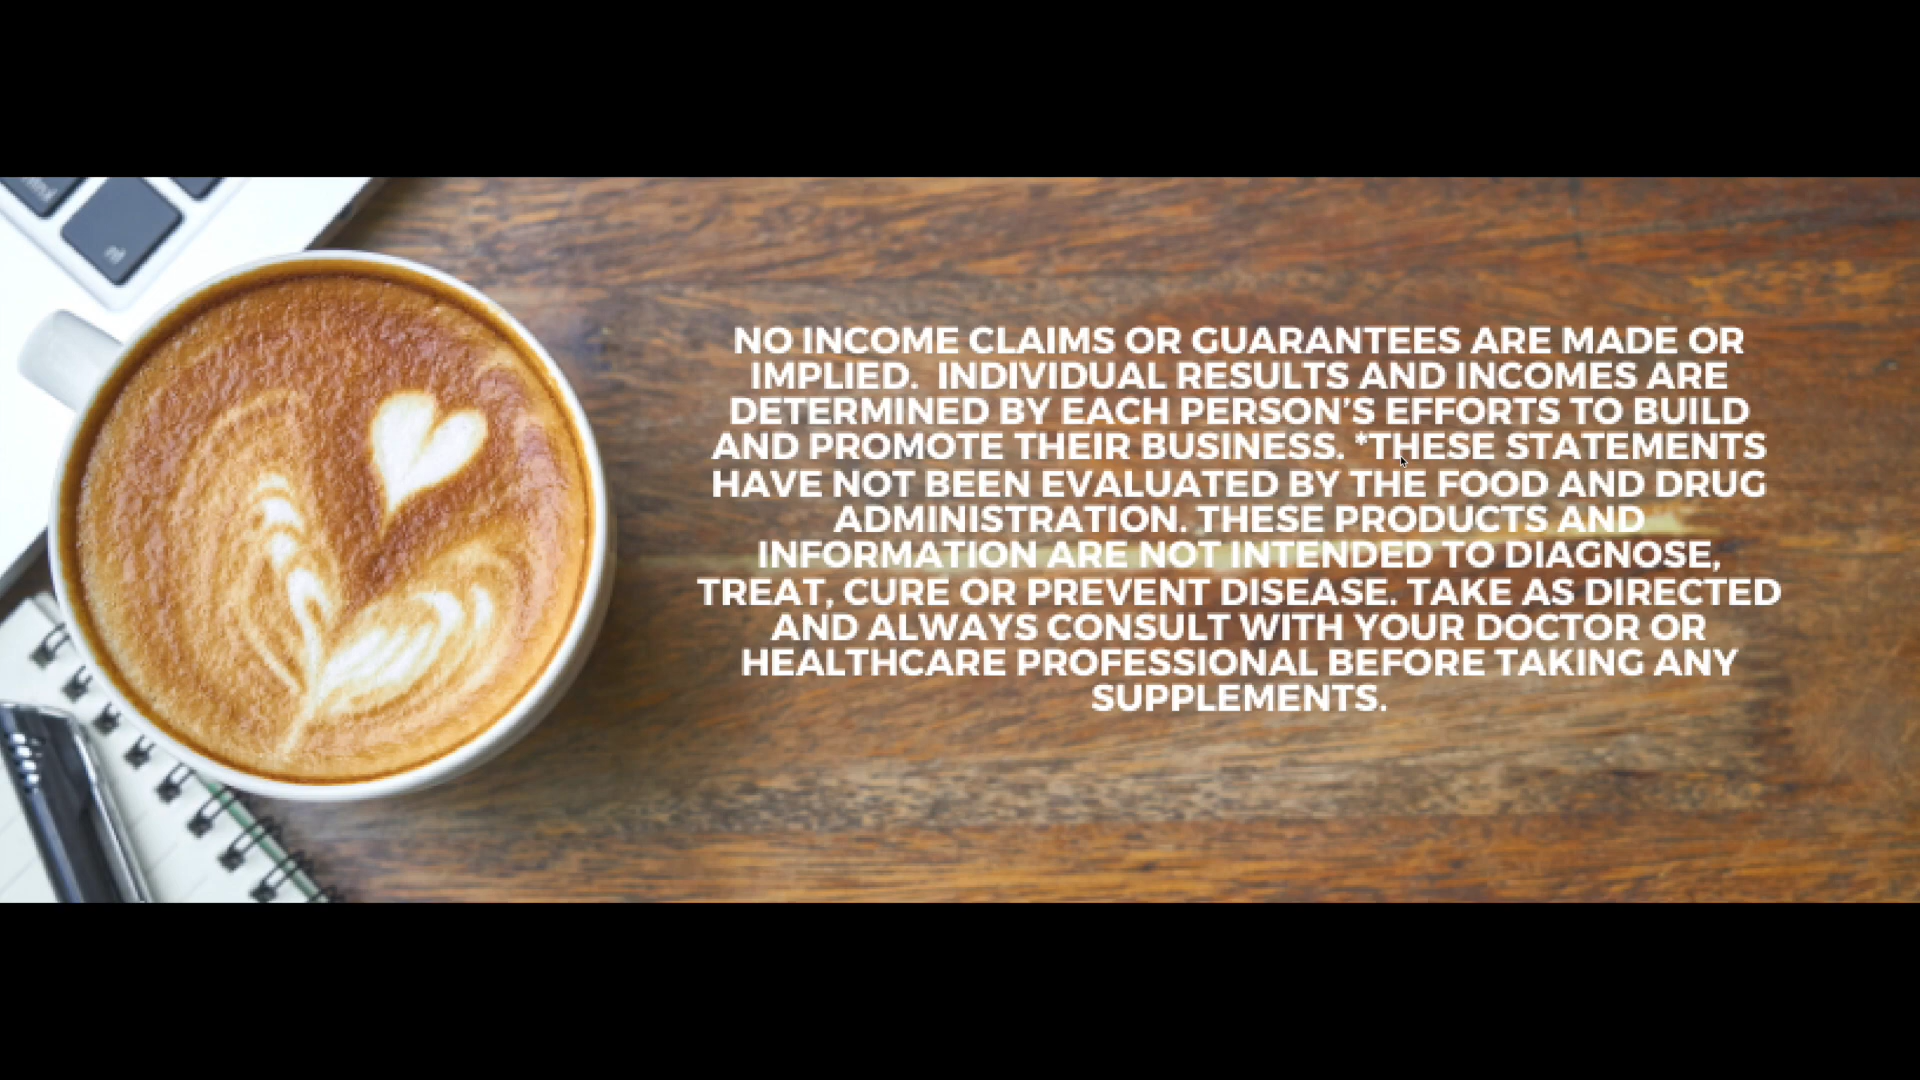 NO INCOME CLAIMS OR GUARANTEES ARE MADE OR
IMPLIED.  INDIVIDUAL RESULTS AND INCOMES ARE
DETERMINED BY EACH PERSON'S EFFORTS TO BUILD
AND PROMOTE THEIR BUSINESS. *THESE STATEMENTS
HAVE NOT BEEN EVALUATED BY THE FOOD AND DRUG
ADMINISTRATION. THESE PRODUCTS AND
INFORMATION ARE NOT INTENDED TO DIAGNOSE,
TREAT, CURE OR PREVENT DISEASE. TAKE AS DIRECTED
AND ALWAYS CONSULT WITH YOUR DOCTOR OR
HEALTHCARE PROFESSIONAL BEFORE TAKING ANY
SUPPLEMENTS.